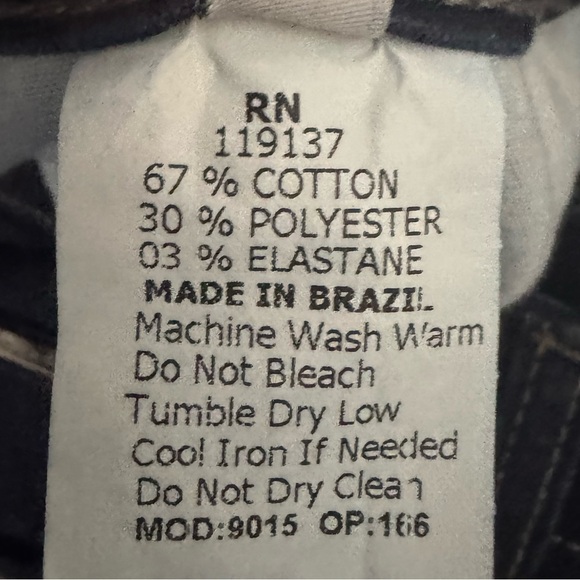 RN
119137
67 % COTTON
30 % POLYESTER
03 % ELASTANE
MADE IN BRAZIL
Machine Wash Warm
Do Not Bleach
Tumble Dry Low
Cool Iron If Needed
Do Not Dry Clean
MOD:9015 OP:166